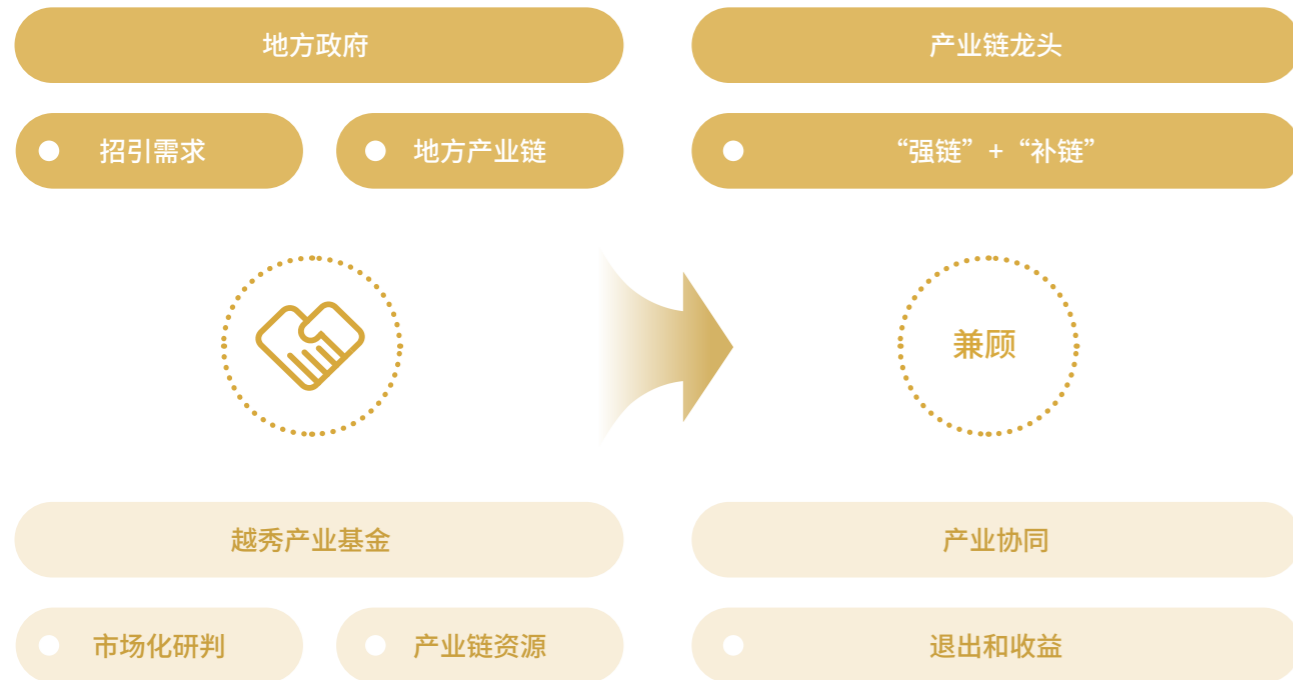 地方政府
招引需求
地方产业链
越秀产业基金
市场化研判
产业链资源
产业链龙头
“强链”+“补链”
兼顾
产业协同
退出和收益